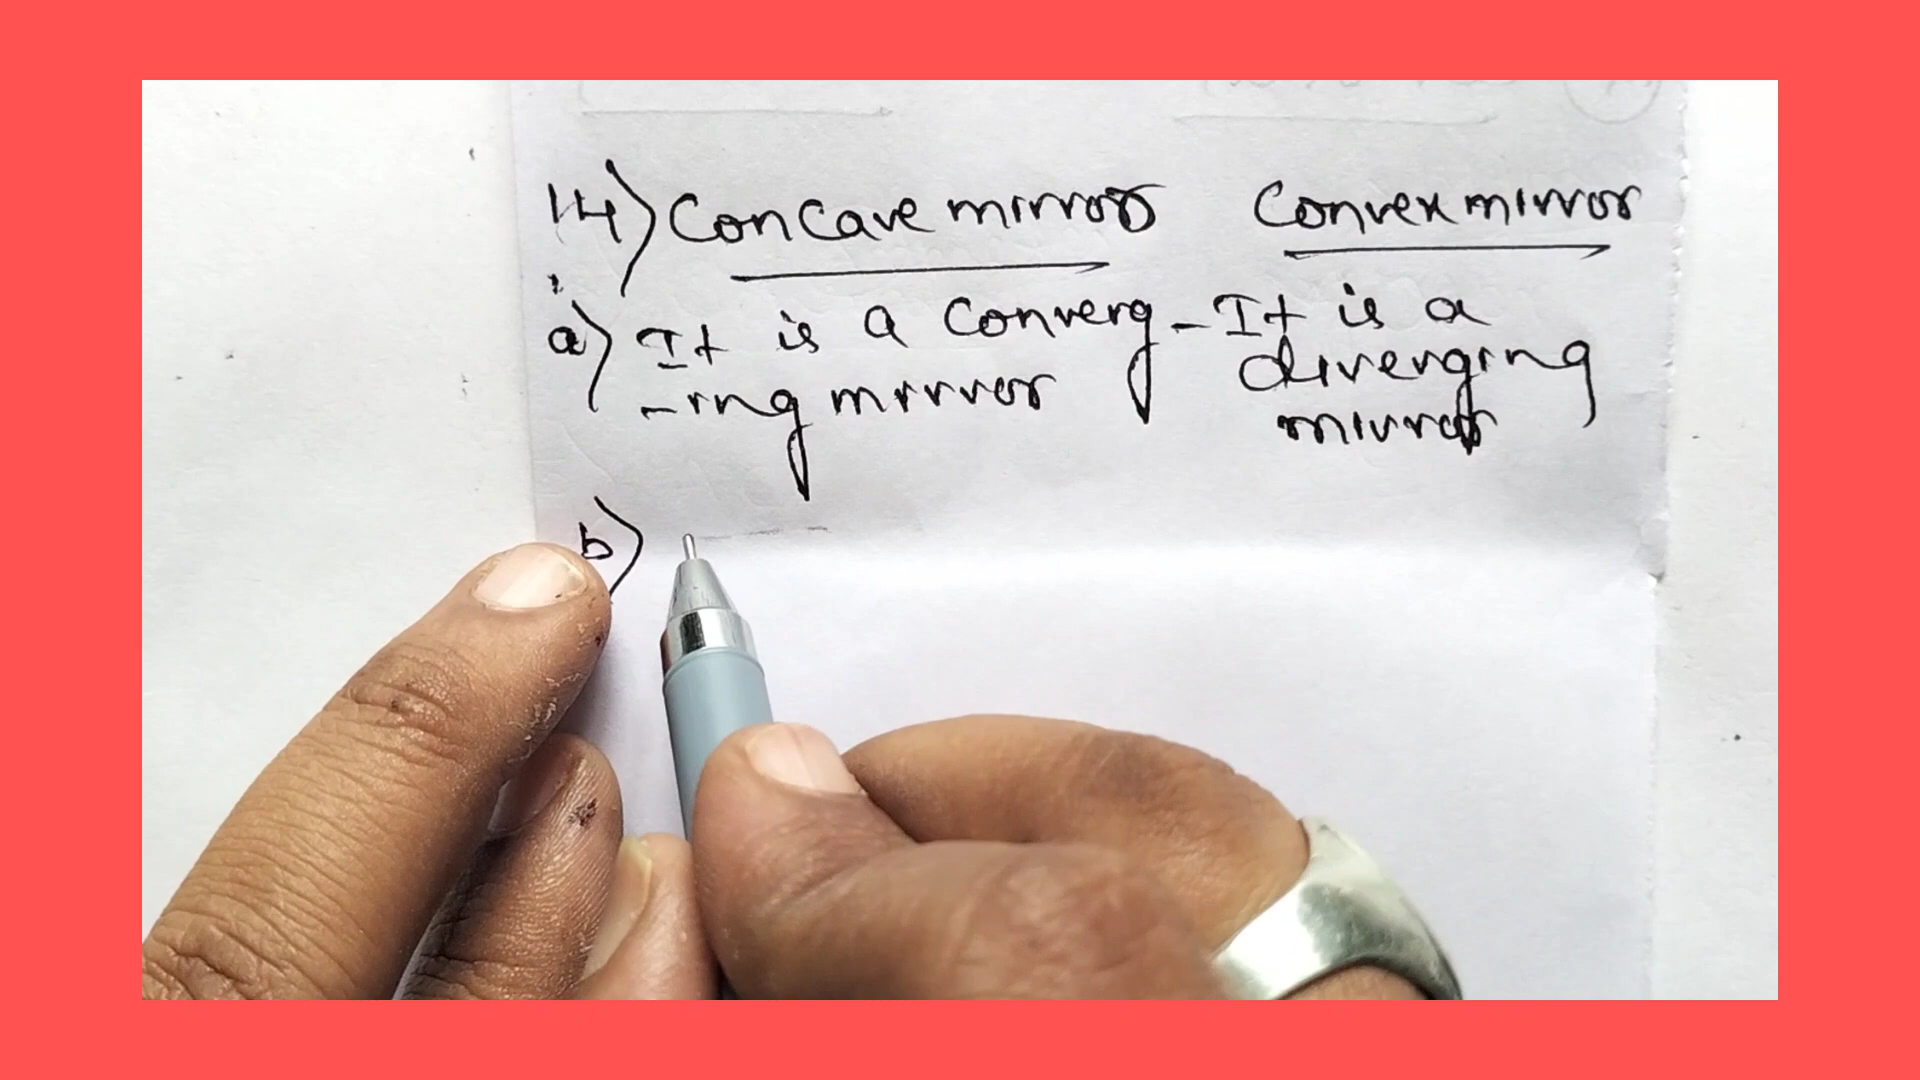 14) Concave mirror Convex mirror
a) It is a converg - It is a
-ing mirror diverging
mirror
b)